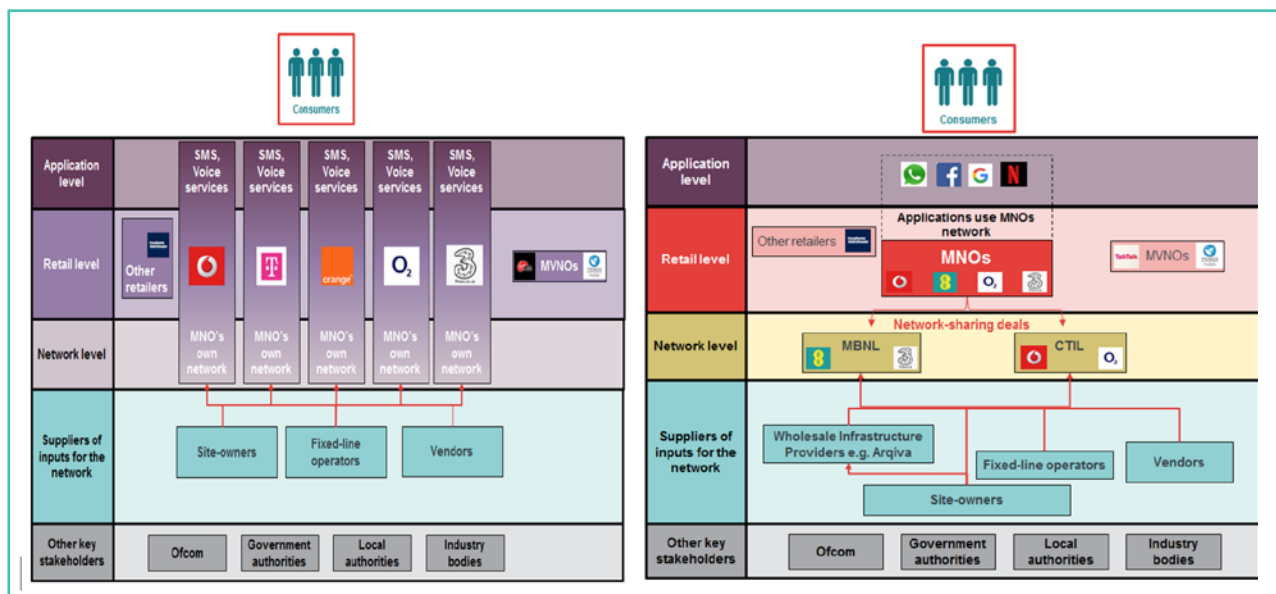 Consumers
Application
level
SMS,
Voice
services
SMS,
Voice
services
SMS,
Voice
services
SMS,
Voice
services
SMS,
Voice
services
Retail level
Other
retailers
T
orange
O2
3
MVNOs
Network level
MNO's
own
network
MNO's
own
network
MNO's
own
network
MNO's
own
network
MNO's
own
network
Suppliers of
inputs for the
network
Site-owners
Fixed-line
operators
Vendors
Other key
stakeholders
Ofcom
Government
authorities
Local
authorities
Industry
bodies
Consumers
Application
level
f
G
N
Applications use MNOs
network
Retail level
Other retailers
MNOs
O2
3
TalkTalk
MVNOs
Network-sharing deals
Network level
MBNL
3
CTIL
O2
Suppliers of
inputs for the
network
Wholesale Infrastructure
Providers e.g. Arqiva
Fixed-line operators
Vendors
Site-owners
Other key
stakeholders
Ofcom
Government
authorities
Local
authorities
Industry
bodies